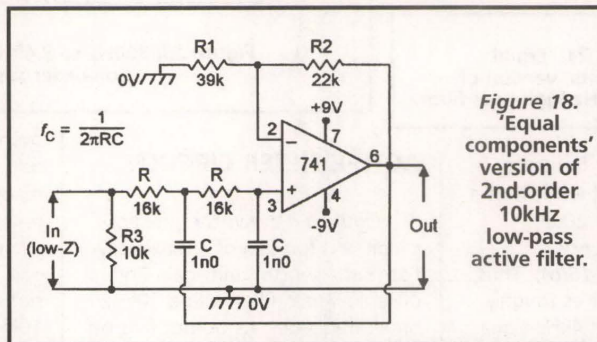 R1
39k
R2
22k
0V
+9V
2
7
−
741
6
+
3
4
-9V
f_C = 1 / 2πRC
R
16k
R
16k
In
(low-Z)
R3
10k
C
1n0
C
1n0
Out
0V
Figure 18.
'Equal
components'
version of
2nd-order
10kHz
low-pass
active filter.